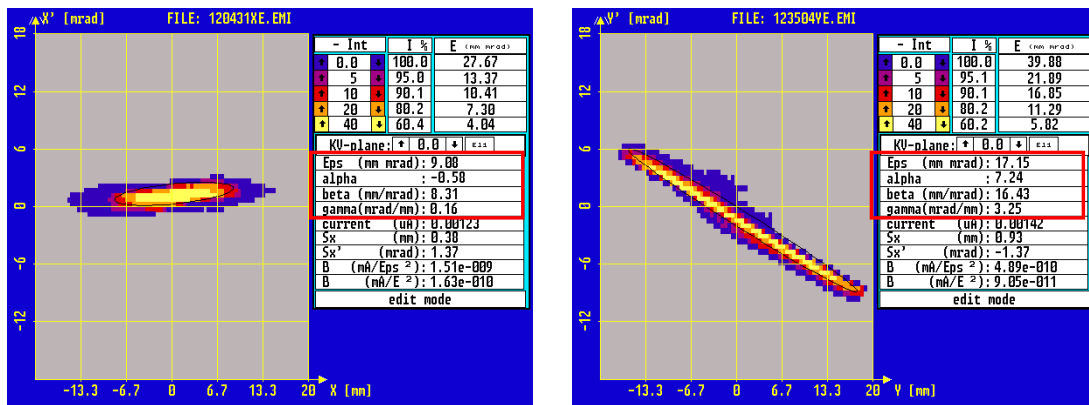 X' [mrad] FILE: 120431XE.EMI
18
12
6
0
-6
-12
-13.3 -6.7 0 6.7 13.3 20 X [mm]
- Int I % E (mm mrad)
0.0 100.0 27.67
5 95.0 13.37
10 90.1 10.41
20 80.2 7.30
40 60.4 4.04
KV-plane: 0.0 Ell
Eps (mm mrad): 9.08
alpha : -0.58
beta (mm/mrad): 8.31
gamma(mrad/mm): 0.16
current (uA): 0.00123
Sx (mm): 0.38
Sx' (mrad): 1.37
B (mA/Eps ²): 1.51e-009
B (mA/E ²): 1.63e-010
edit mode
Y' [mrad] FILE: 123504YE.EMI
18
12
6
0
-6
-12
-13.3 -6.7 0 6.7 13.3 20 Y [mm]
- Int I % E (mm mrad)
0.0 100.0 39.88
5 95.1 21.89
10 90.1 16.85
20 80.2 11.29
40 60.2 5.82
KV-plane: 0.0 Ell
Eps (mm mrad): 17.15
alpha : 7.24
beta (mm/mrad): 16.43
gamma(mrad/mm): 3.25
current (uA): 0.00142
Sx (mm): 0.93
Sx' (mrad): -1.37
B (mA/Eps ²): 4.89e-010
B (mA/E ²): 9.05e-011
edit mode